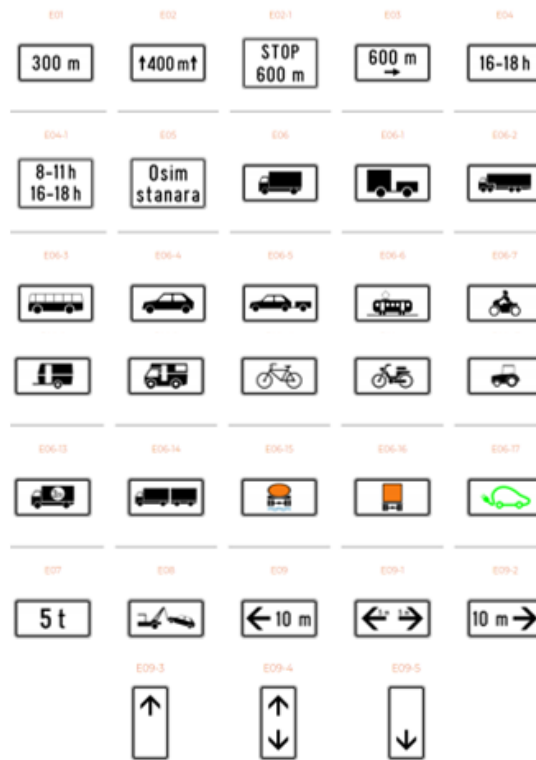 E01
E02
E02-1
E03
E04
300 m
↑400 m↑
STOP
600 m
600 m
→
16-18 h
E04-1
E05
E06
E06-1
E06-2
8-11h
16-18h
Osim
stanara
E06-3
E06-4
E06-5
E06-6
E06-7
E06-13
E06-14
E06-15
E06-16
E06-17
E07
E08
E09
E09-1
E09-2
5 t
← 10 m
10 m →
E09-3
E09-4
E09-5